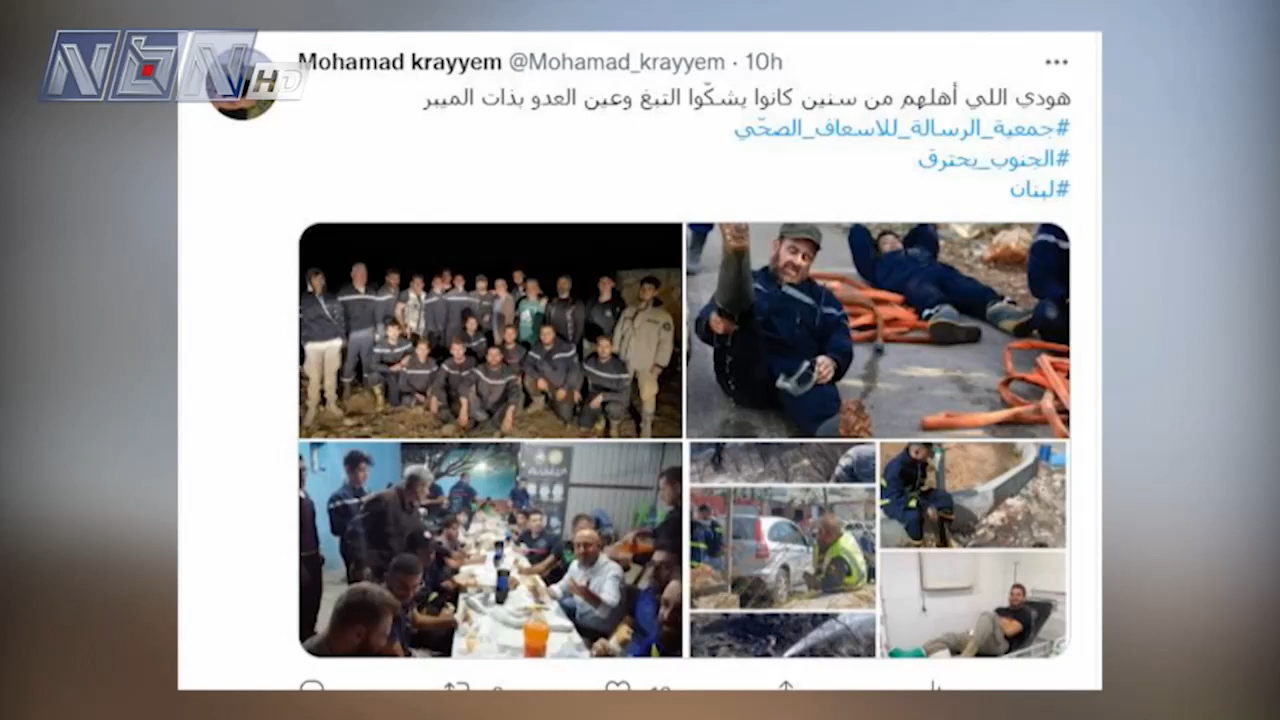 NBN HD
Mohamad krayyem @Mohamad_krayyem · 10h
هودي اللي أهلهم من سنين كانوا يشكّوا التبغ وعين العدو بذات الميبر
#جمعية_الرسالة_للاسعاف_الصحّي
#الجنوب_يحترق
#لبنان